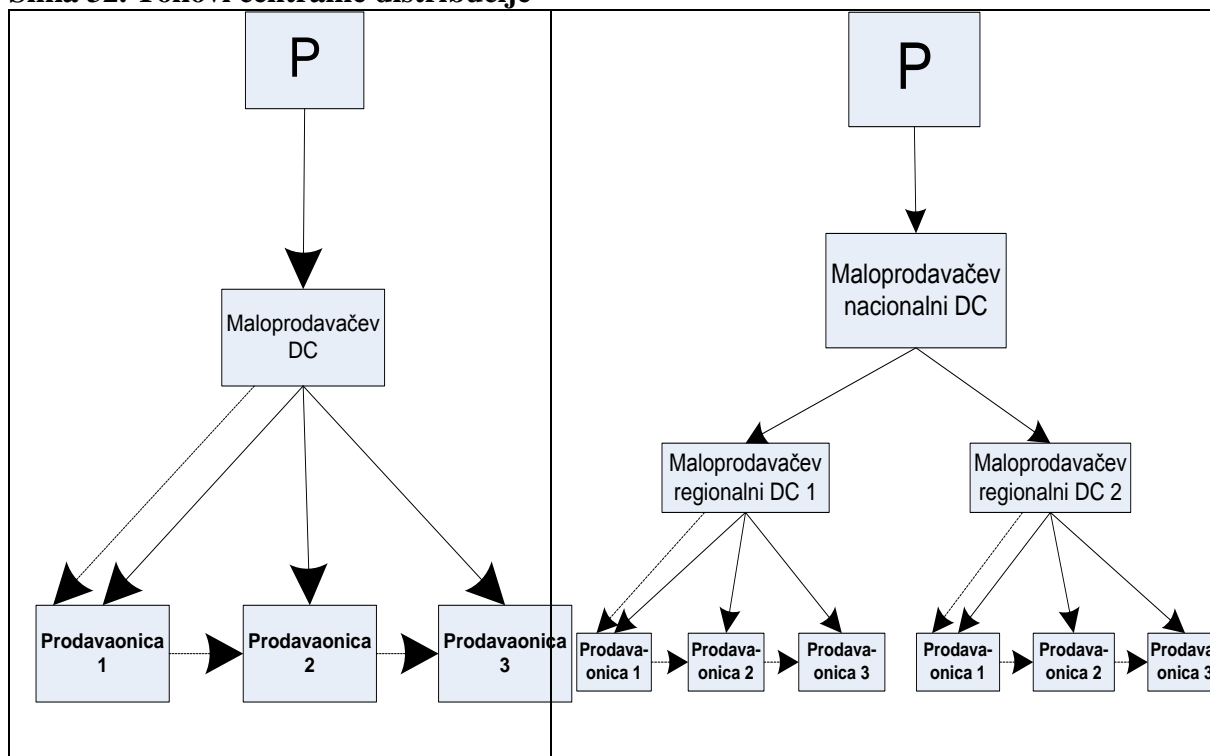 Slika Tokovi centralne distribucije
P
Maloprodavačev
DC
Prodavaonica
1
Prodavaonica
2
Prodavaonica
3
P
Maloprodavačev
nacionalni DC
Maloprodavačev
regionalni DC 1
Maloprodavačev
regionalni DC 2
Prodava-
onica 1
Prodava-
onica 2
Prodava-
onica 3
Prodava-
onica 1
Prodava-
onica 2
Prodava-
onica 3